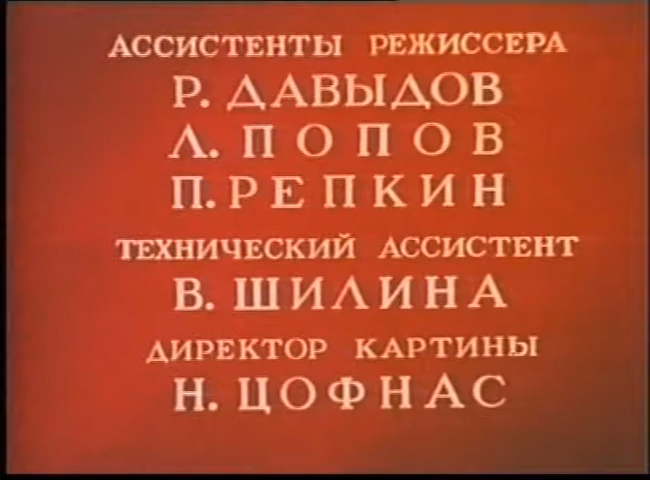 АССИСТЕНТЫ РЕЖИССЕРА
Р. ДАВЫДОВ
Л. ПОПОВ
П. РЕПКИН
ТЕХНИЧЕСКИЙ АССИСТЕНТ
В. ШИЛИНА
ДИРЕКТОР КАРТИНЫ
Н. ЦОФНАС